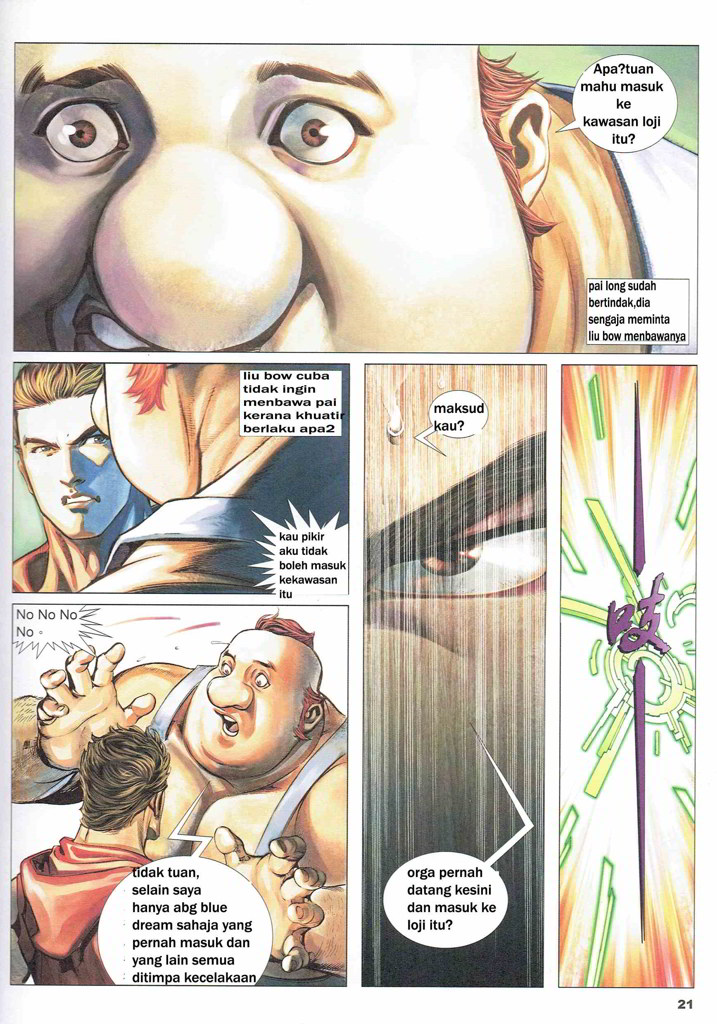 Apa?tuan
mahu masuk
ke
kawasan loji
itu?
pai long sudah
bertindak,dia
sengaja meminta
liu bow menbawanya
liu bow cuba
tidak ingin
menbawa pai
kerana khuatir
berlaku apa2
kau pikir
aku tidak
boleh masuk
kekawasan
itu
maksud
kau?
orga pernah
datang kesini
dan masuk ke
loji itu?
吱
No No No
No 。
tidak tuan,
selain saya
hanya abg blue
dream sahaja yang
pernah masuk dan
yang lain semua
ditimpa kecelakaan
21